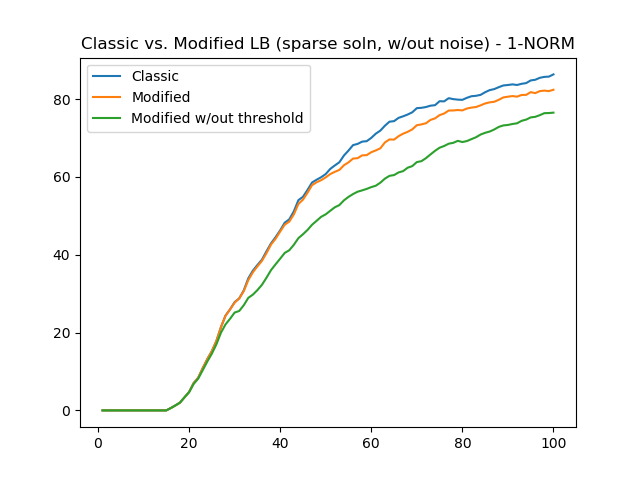 Classic vs. Modified LB (sparse soln, w/out noise) - 1-NORM
Classic
Modified
Modified w/out threshold
80
60
40
20
0
0 20 40 60 80 100